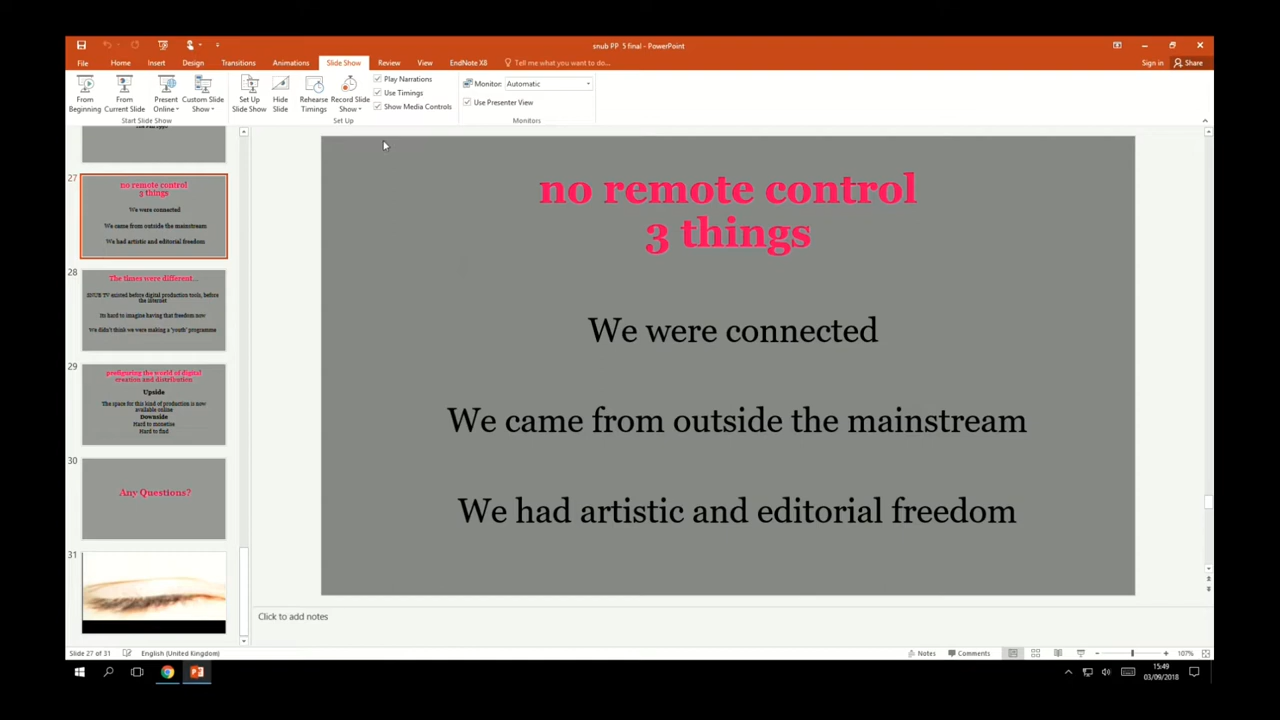 snub PP  5 final - PowerPoint
File
Home
Insert
Design
Transitions
Animations
Slide Show
Review
View
EndNote X8
Tell me what you want to do...
Sign in
Share
From
Beginning
From
Current Slide
Present
Online
Custom Slide
Show
Set Up
Slide Show
Hide
Slide
Rehearse
Timings
Record Slide
Show
Play Narrations
Use Timings
Show Media Controls
Monitor:
Automatic
Use Presenter View
Start Slide Show
Set Up
Monitors
27
no remote control
3 things
We were connected
We came from outside the mainstream
We had artistic and editorial freedom
28
The times were different...
SNUB TV existed before digital production tools, before
the internet
Its hard to imagine having that freedom now
We didn't think we were making a 'youth' programme
29
prefiguring the world of digital
creation and distribution
Upside
The space for this kind of production is now
available online
Downside
Hard to monetise
Hard to find
30
Any Questions?
31
no remote control
3 things
We were connected
We came from outside the mainstream
We had artistic and editorial freedom
Click to add notes
Slide 27 of 31
English (United Kingdom)
Notes
Comments
107%
15:49
03/09/2018